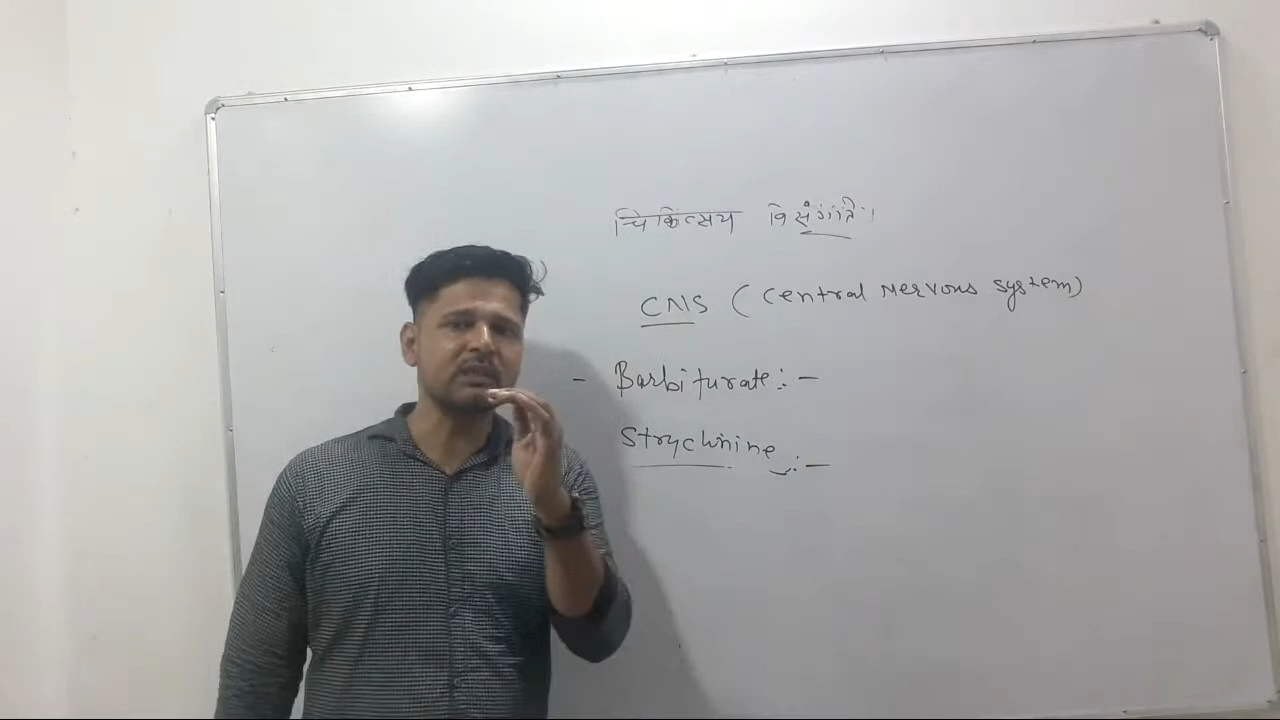 चिकित्सय विसंगति
CNS (Central Nervous System)
- Barbiturate :-
Strychnine :-